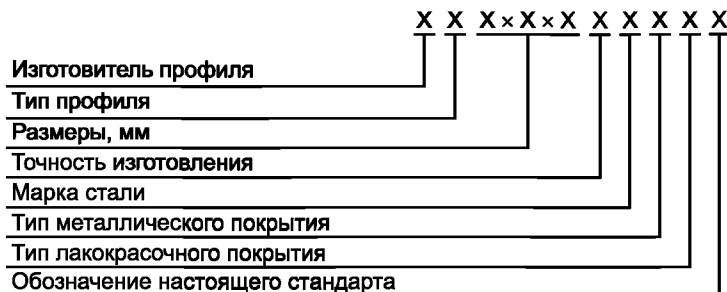 Х Х Х × Х × Х Х Х Х Х Х
Изготовитель профиля
Тип профиля
Размеры, мм
Точность изготовления
Марка стали
Тип металлического покрытия
Тип лакокрасочного покрытия
Обозначение настоящего стандарта